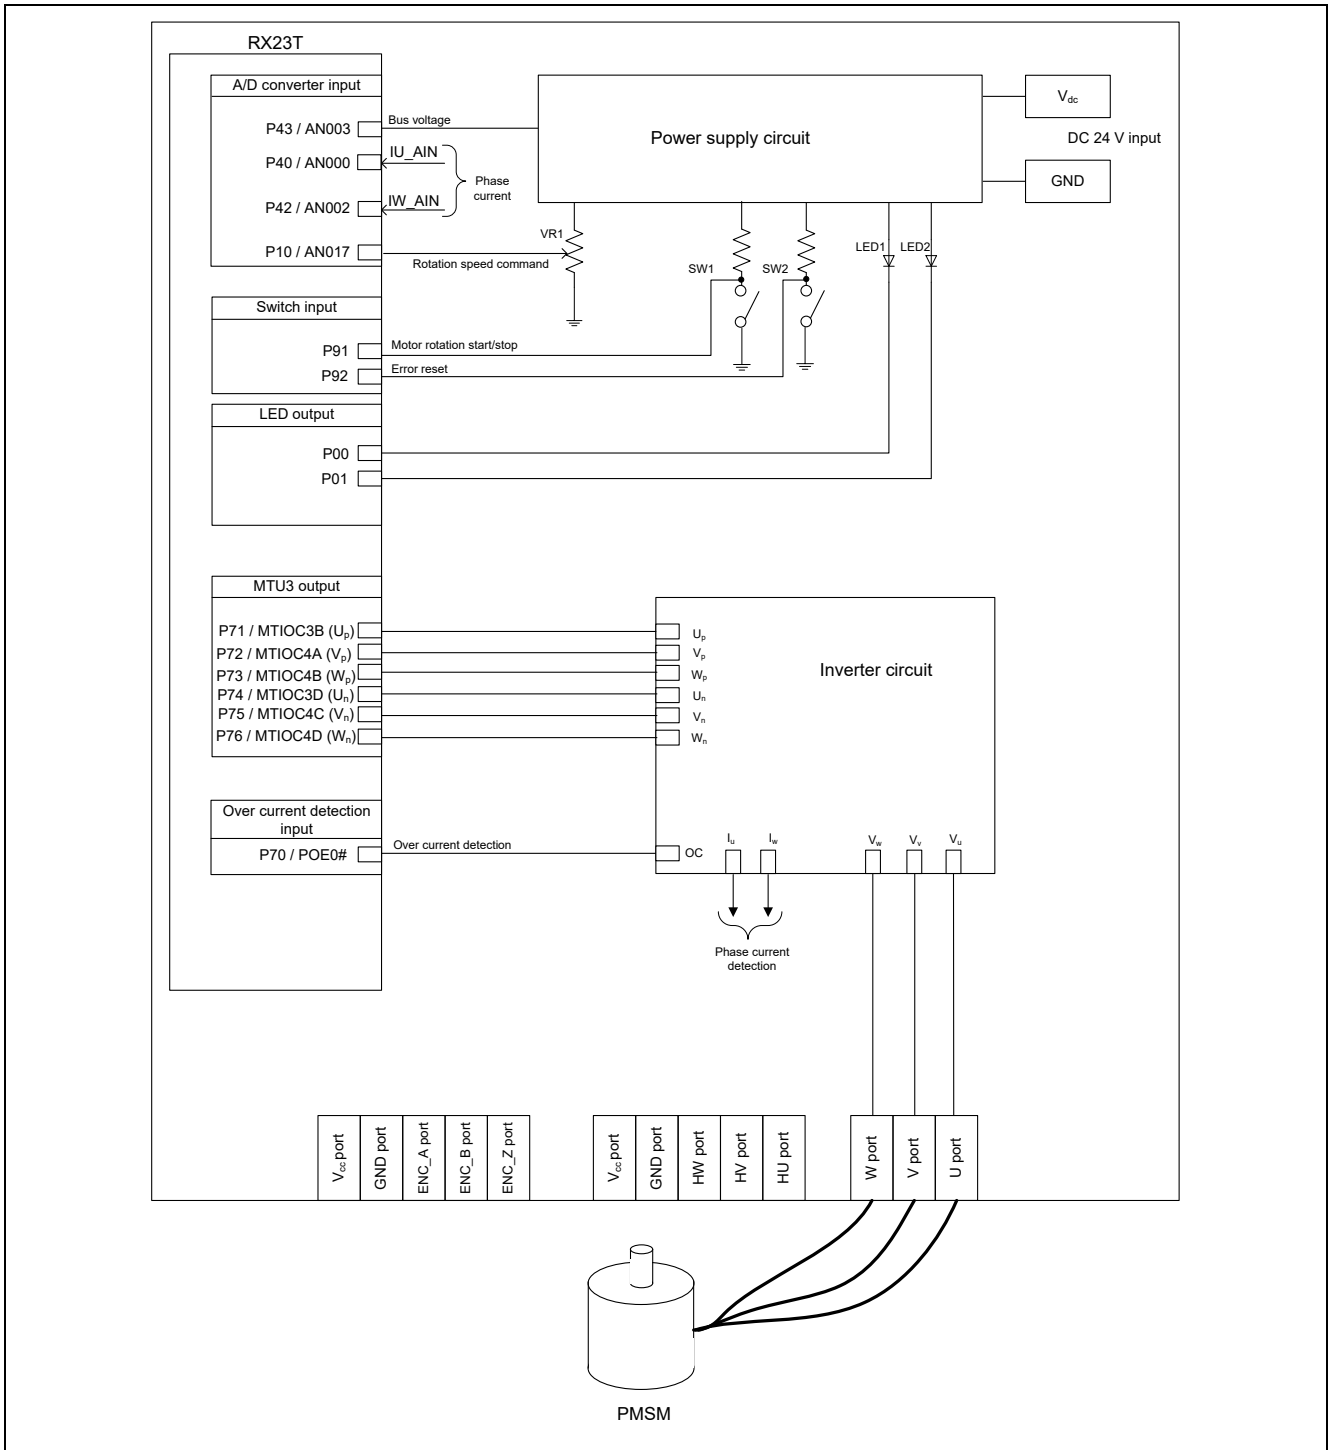 RX23T
A/D converter input
P43 / AN003
Bus voltage
P40 / AN000
IU_AIN
P42 / AN002
IW_AIN
Phase
current
P10 / AN017
Rotation speed command
Power supply circuit
Vdc
DC 24 V input
GND
VR1
SW1
SW2
LED1
LED2
Switch input
P91
Motor rotation start/stop
P92
Error reset
LED output
P00
P01
MTU3 output
P71 / MTIOC3B (Up)
P72 / MTIOC4A (Vp)
P73 / MTIOC4B (Wp)
P74 / MTIOC3D (Un)
P75 / MTIOC4C (Vn)
P76 / MTIOC4D (Wn)
Up
Vp
Wp
Un
Vn
Wn
Inverter circuit
Over current detection
input
P70 / POE0#
Over current detection
OC
Iu
Iw
Vw
Vv
Vu
Phase current
detection
Vcc port
GND port
ENC_A port
ENC_B port
ENC_Z port
Vcc port
GND port
HW port
HV port
HU port
W port
V port
U port
PMSM